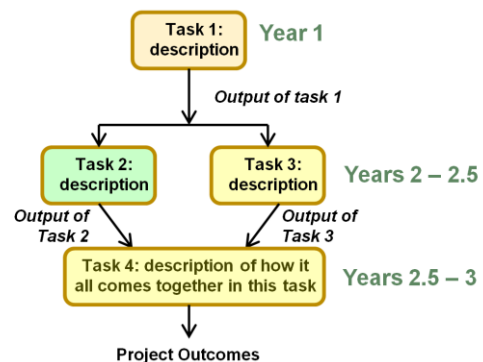 Task 1:
description
Year 1
Output of task 1
Task 2:
description
Task 3:
description
Years 2 – 2.5
Output of
Task 2
Output of
Task 3
Task 4: description of how it
all comes together in this task
Years 2.5 – 3
Project Outcomes